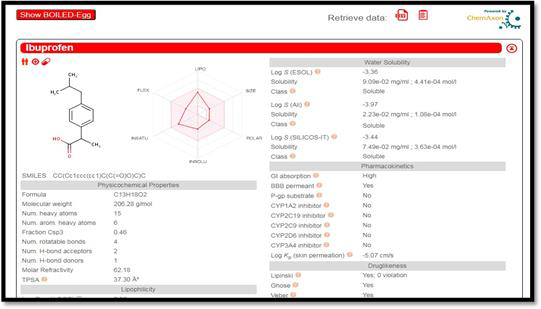 Show BOILED-Egg
Retrieve data:
Powered by
ChemAxon
Ibuprofen
LIPO
SIZE
POLAR
INSOLU
INSATU
FLEX
CH₃
H₃C
HO
CH₃
O
SMILES CC(Cc1ccc(cc1)C(C(=O)O)C)C
Physicochemical Properties
Formula C13H18O2
Molecular weight 206.28 g/mol
Num. heavy atoms 15
Num. arom. heavy atoms 6
Fraction Csp3 0.46
Num. rotatable bonds 4
Num. H-bond acceptors 2
Num. H-bond donors 1
Molar Refractivity 62.18
TPSA 37.30 Å²
Lipophilicity
Water Solubility
Log S (ESOL) -3.36
Solubility 9.09e-02 mg/ml ; 4.41e-04 mol/l
Class Soluble
Log S (Ali) -3.97
Solubility 2.23e-02 mg/ml ; 1.08e-04 mol/l
Class Soluble
Log S (SILICOS-IT) -3.44
Solubility 7.49e-02 mg/ml ; 3.63e-04 mol/l
Class Soluble
Pharmacokinetics
GI absorption High
BBB permeant Yes
P-gp substrate No
CYP1A2 inhibitor No
CYP2C19 inhibitor No
CYP2C9 inhibitor No
CYP2D6 inhibitor No
CYP3A4 inhibitor No
Log Kp (skin permeation) -5.07 cm/s
Druglikeness
Lipinski Yes; 0 violation
Ghose Yes
Veber Yes